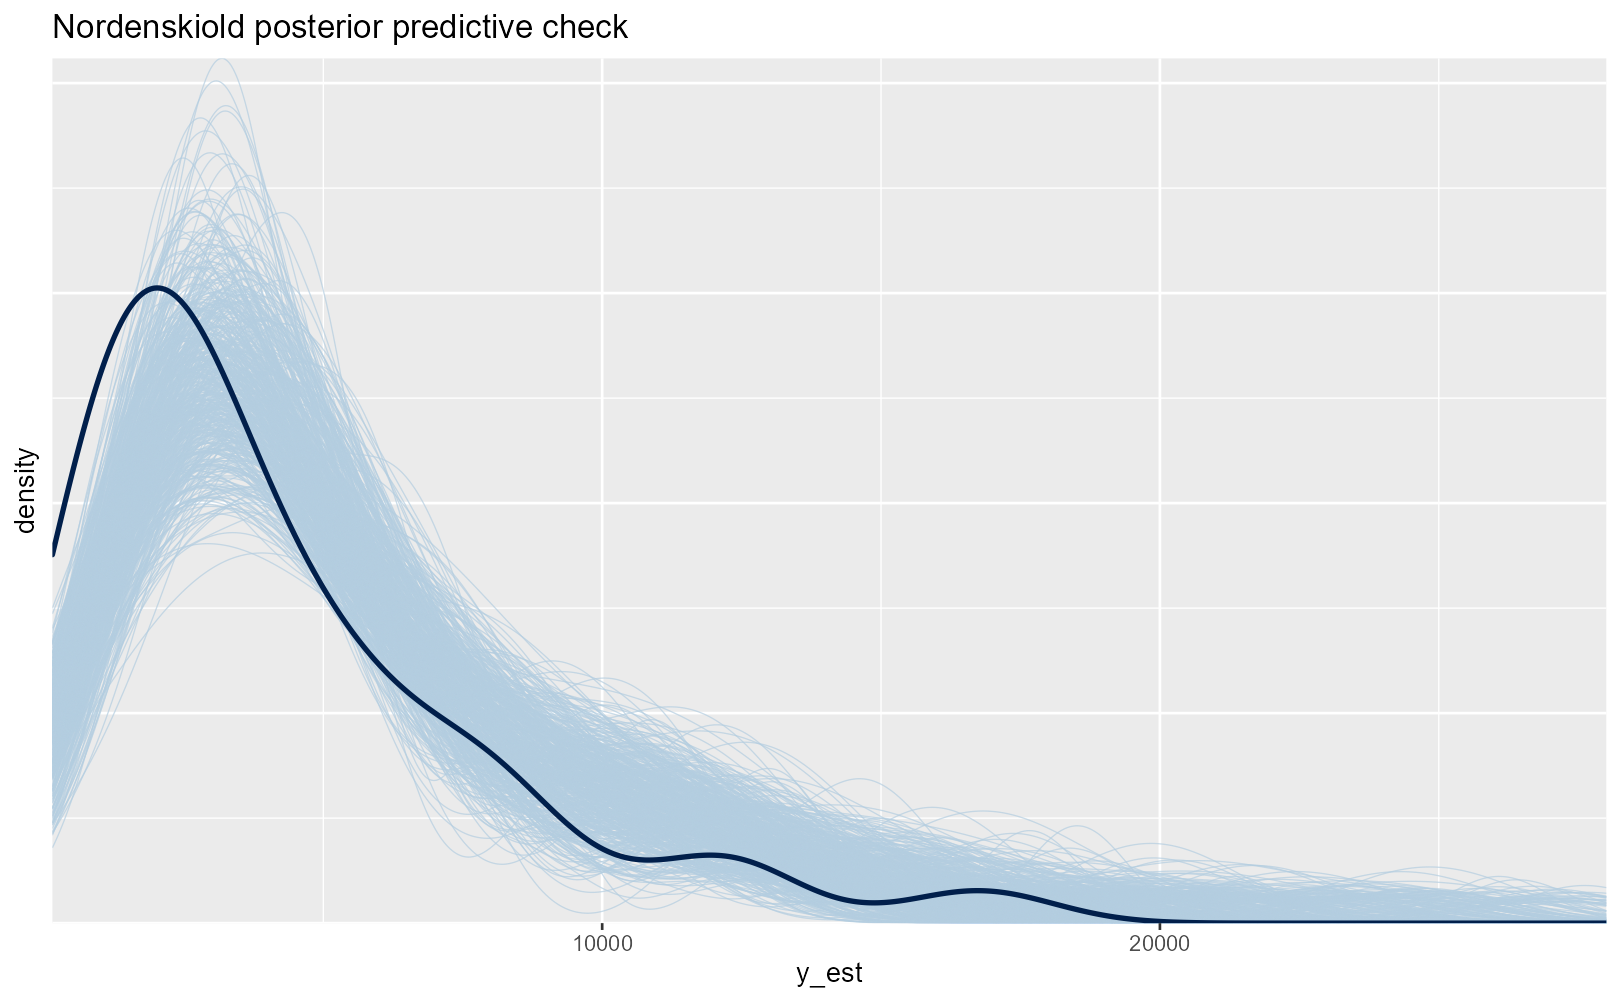 Nordenskiold posterior predictive check
density
10000
20000
y_est